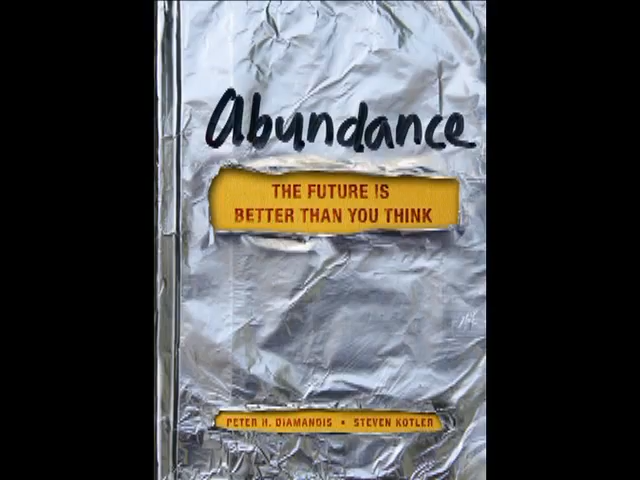 Abundance
THE FUTURE IS
BETTER THAN YOU THINK
PETER H. DIAMANDIS • STEVEN KOTLER